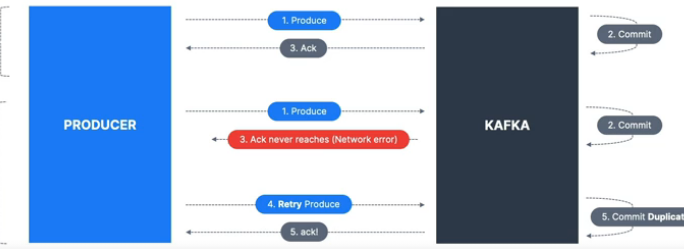 1. Produce
2. Commit
3. Ack
1. Produce
PRODUCER
KAFKA
2. Commit
3. Ack never reaches (Network error)
4. Retry Produce
5. Commit Duplicat
5. ack!